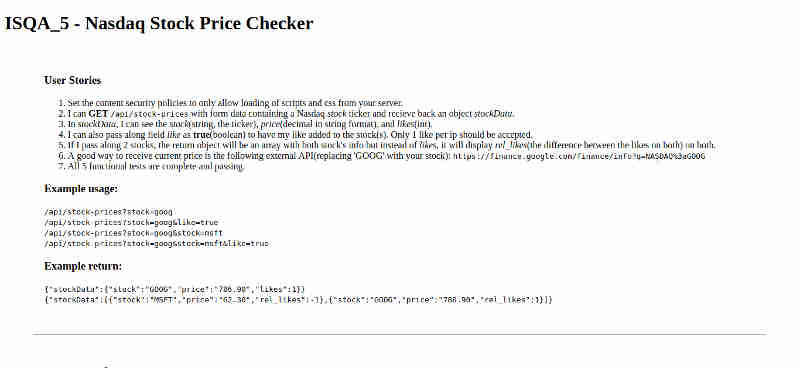 ISQA_5 - Nasdaq Stock Price Checker
User Stories
1. Set the content security policies to only allow loading of scripts and css from your server.
2. I can GET /api/stock-prices with form data containing a Nasdaq stock ticker and recieve back an object stockData.
3. In stockData, I can see the stock(string, the ticker), price(decimal in string format), and likes(int).
4. I can also pass along field like as true(boolean) to have my like added to the stock(s). Only 1 like per ip should be accepted.
5. If I pass along 2 stocks, the return object will be an array with both stock's info but instead of likes, it will display rel_likes(the difference between the likes on both) on both.
6. A good way to receive current price is the following external API(replacing 'GOOG' with your stock): https://finance.google.com/finance/info?q=NASDAQ%3aGOOG
7. All 5 functional tests are complete and passing.
Example usage:
/api/stock-prices?stock=goog
/api/stock-prices?stock=goog&like=true
/api/stock-prices?stock=goog&stock=msft
/api/stock-prices?stock=goog&stock=msft&like=true
Example return:
{"stockData":{"stock":"GOOG","price":"786.90","likes":1}}
{"stockData":[{"stock":"MSFT","price":"62.30","rel_likes":-1},{"stock":"GOOG","price":"786.90","rel_likes":1}]}